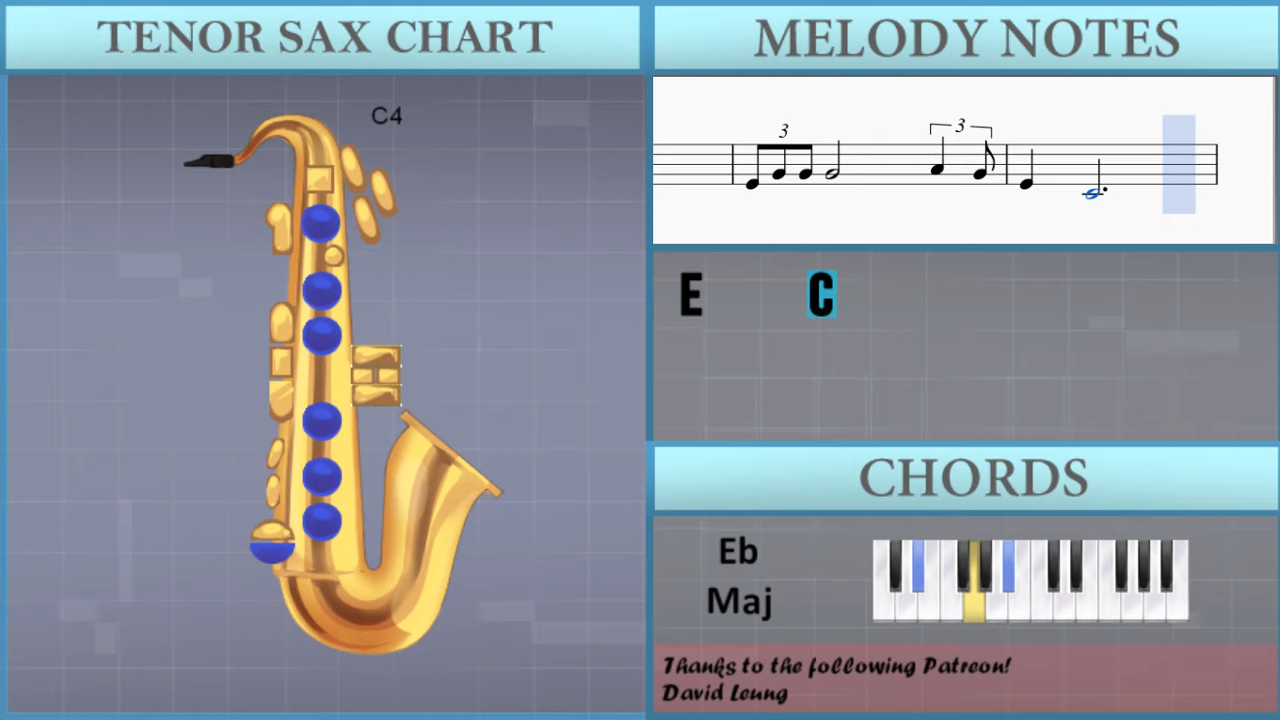 TENOR SAX CHART
C4
MELODY NOTES
3
3
E C
CHORDS
Eb
Maj
Thanks to the following Patreon!
David Leung